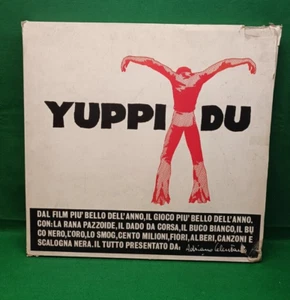 YUPPI DU
DAL FILM PIU' BELLO DELL'ANNO, IL GIOCO PIU' BELLO DELL'ANNO.
CON: LA RANA PAZZOIDE, IL DADO DA CORSA, IL BUCO BIANCO, IL BU
CO NERO, L'ORO, LO SMOG, CENTO MILIONI, FIORI, ALBERI, CANZONI E
SCALOGNA NERA. IL TUTTO PRESENTATO DA: Adriano Celentano